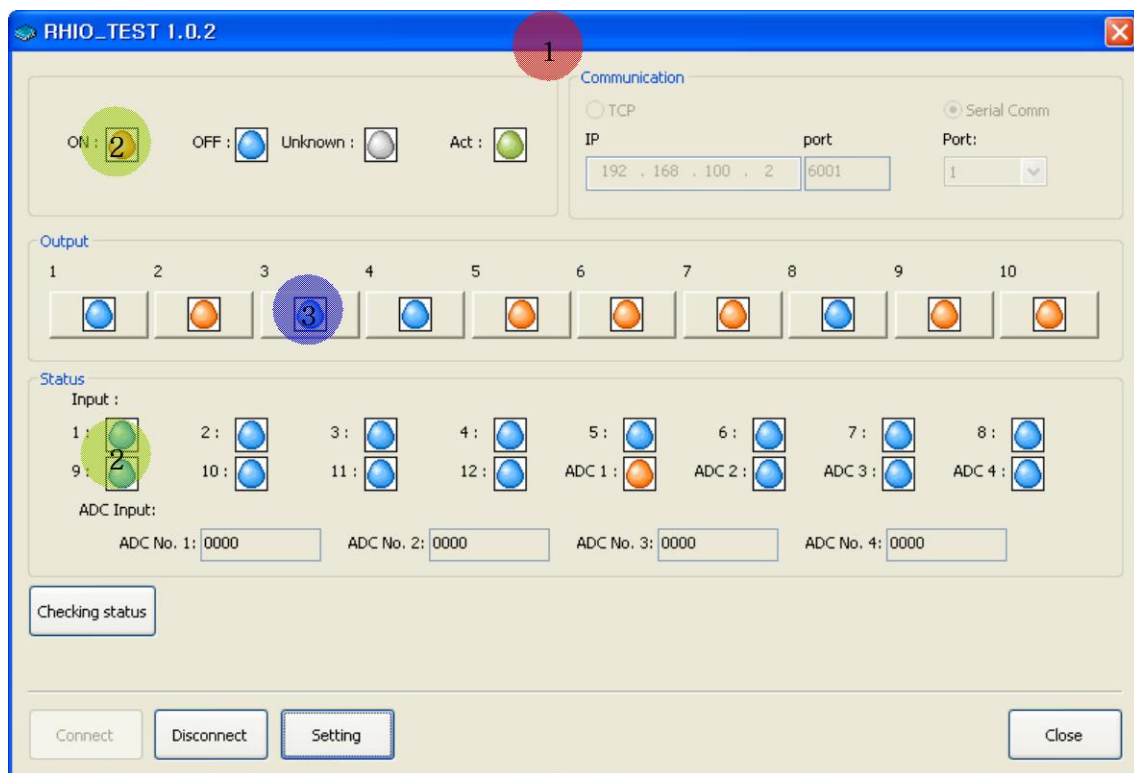 RHIO_TEST 1.0.2
1
Communication
TCP
Serial Comm
ON :
2
OFF :
Unknown :
Act :
IP
port
Port:
192 . 168 . 100 . 2
6001
1
Output
1 2 3 4 5 6 7 8 9 10
3
Status
Input :
1 : 2 : 3 : 4 : 5 : 6 : 7 : 8 :
2
9 : 10 : 11 : 12 : ADC 1 : ADC 2 : ADC 3 : ADC 4 :
ADC Input:
ADC No. 1: 0000 ADC No. 2: 0000 ADC No. 3: 0000 ADC No. 4: 0000
Checking status
Connect Disconnect Setting Close